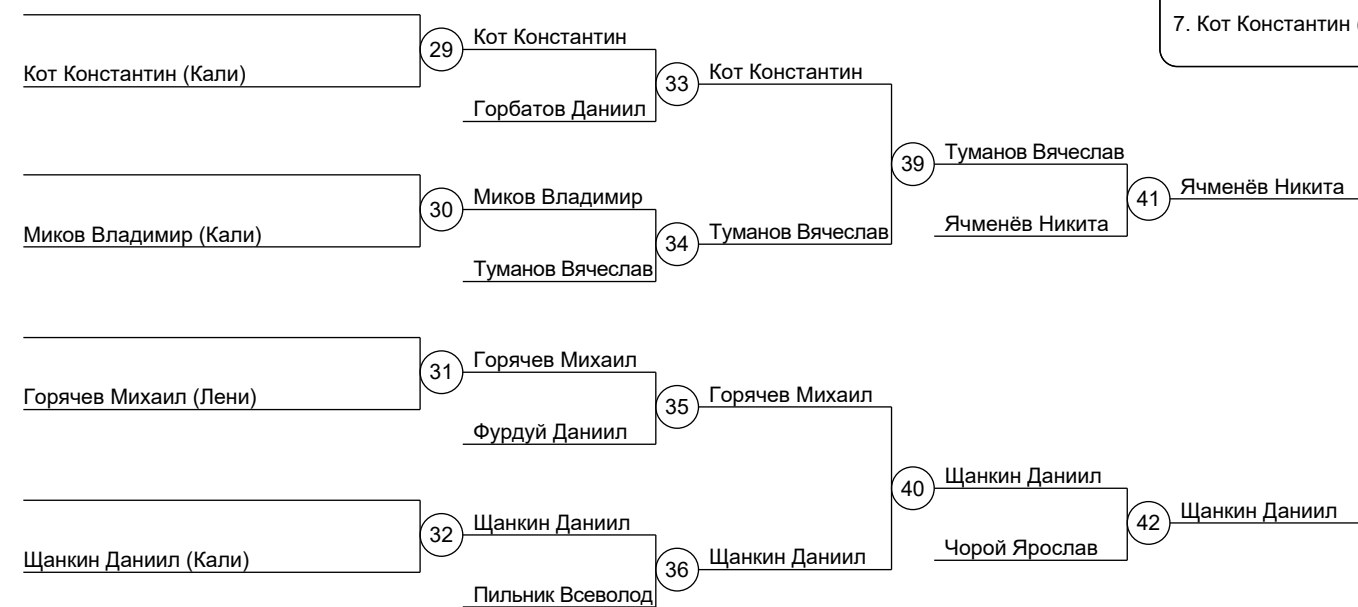 7. Кот Константин (
29
Кот Константин
Кот Константин (Кали)
33
Кот Константин
Горбатов Даниил
39
Туманов Вячеслав
30
Миков Владимир
Миков Владимир (Кали)
34
Туманов Вячеслав
Туманов Вячеслав
41
Ячменёв Никита
Ячменёв Никита
31
Горячев Михаил
Горячев Михаил (Лени)
35
Горячев Михаил
Фурдуй Даниил
40
Щанкин Даниил
32
Щанкин Даниил
Щанкин Даниил (Кали)
36
Щанкин Даниил
Пильник Всеволод
42
Щанкин Даниил
Чорой Ярослав